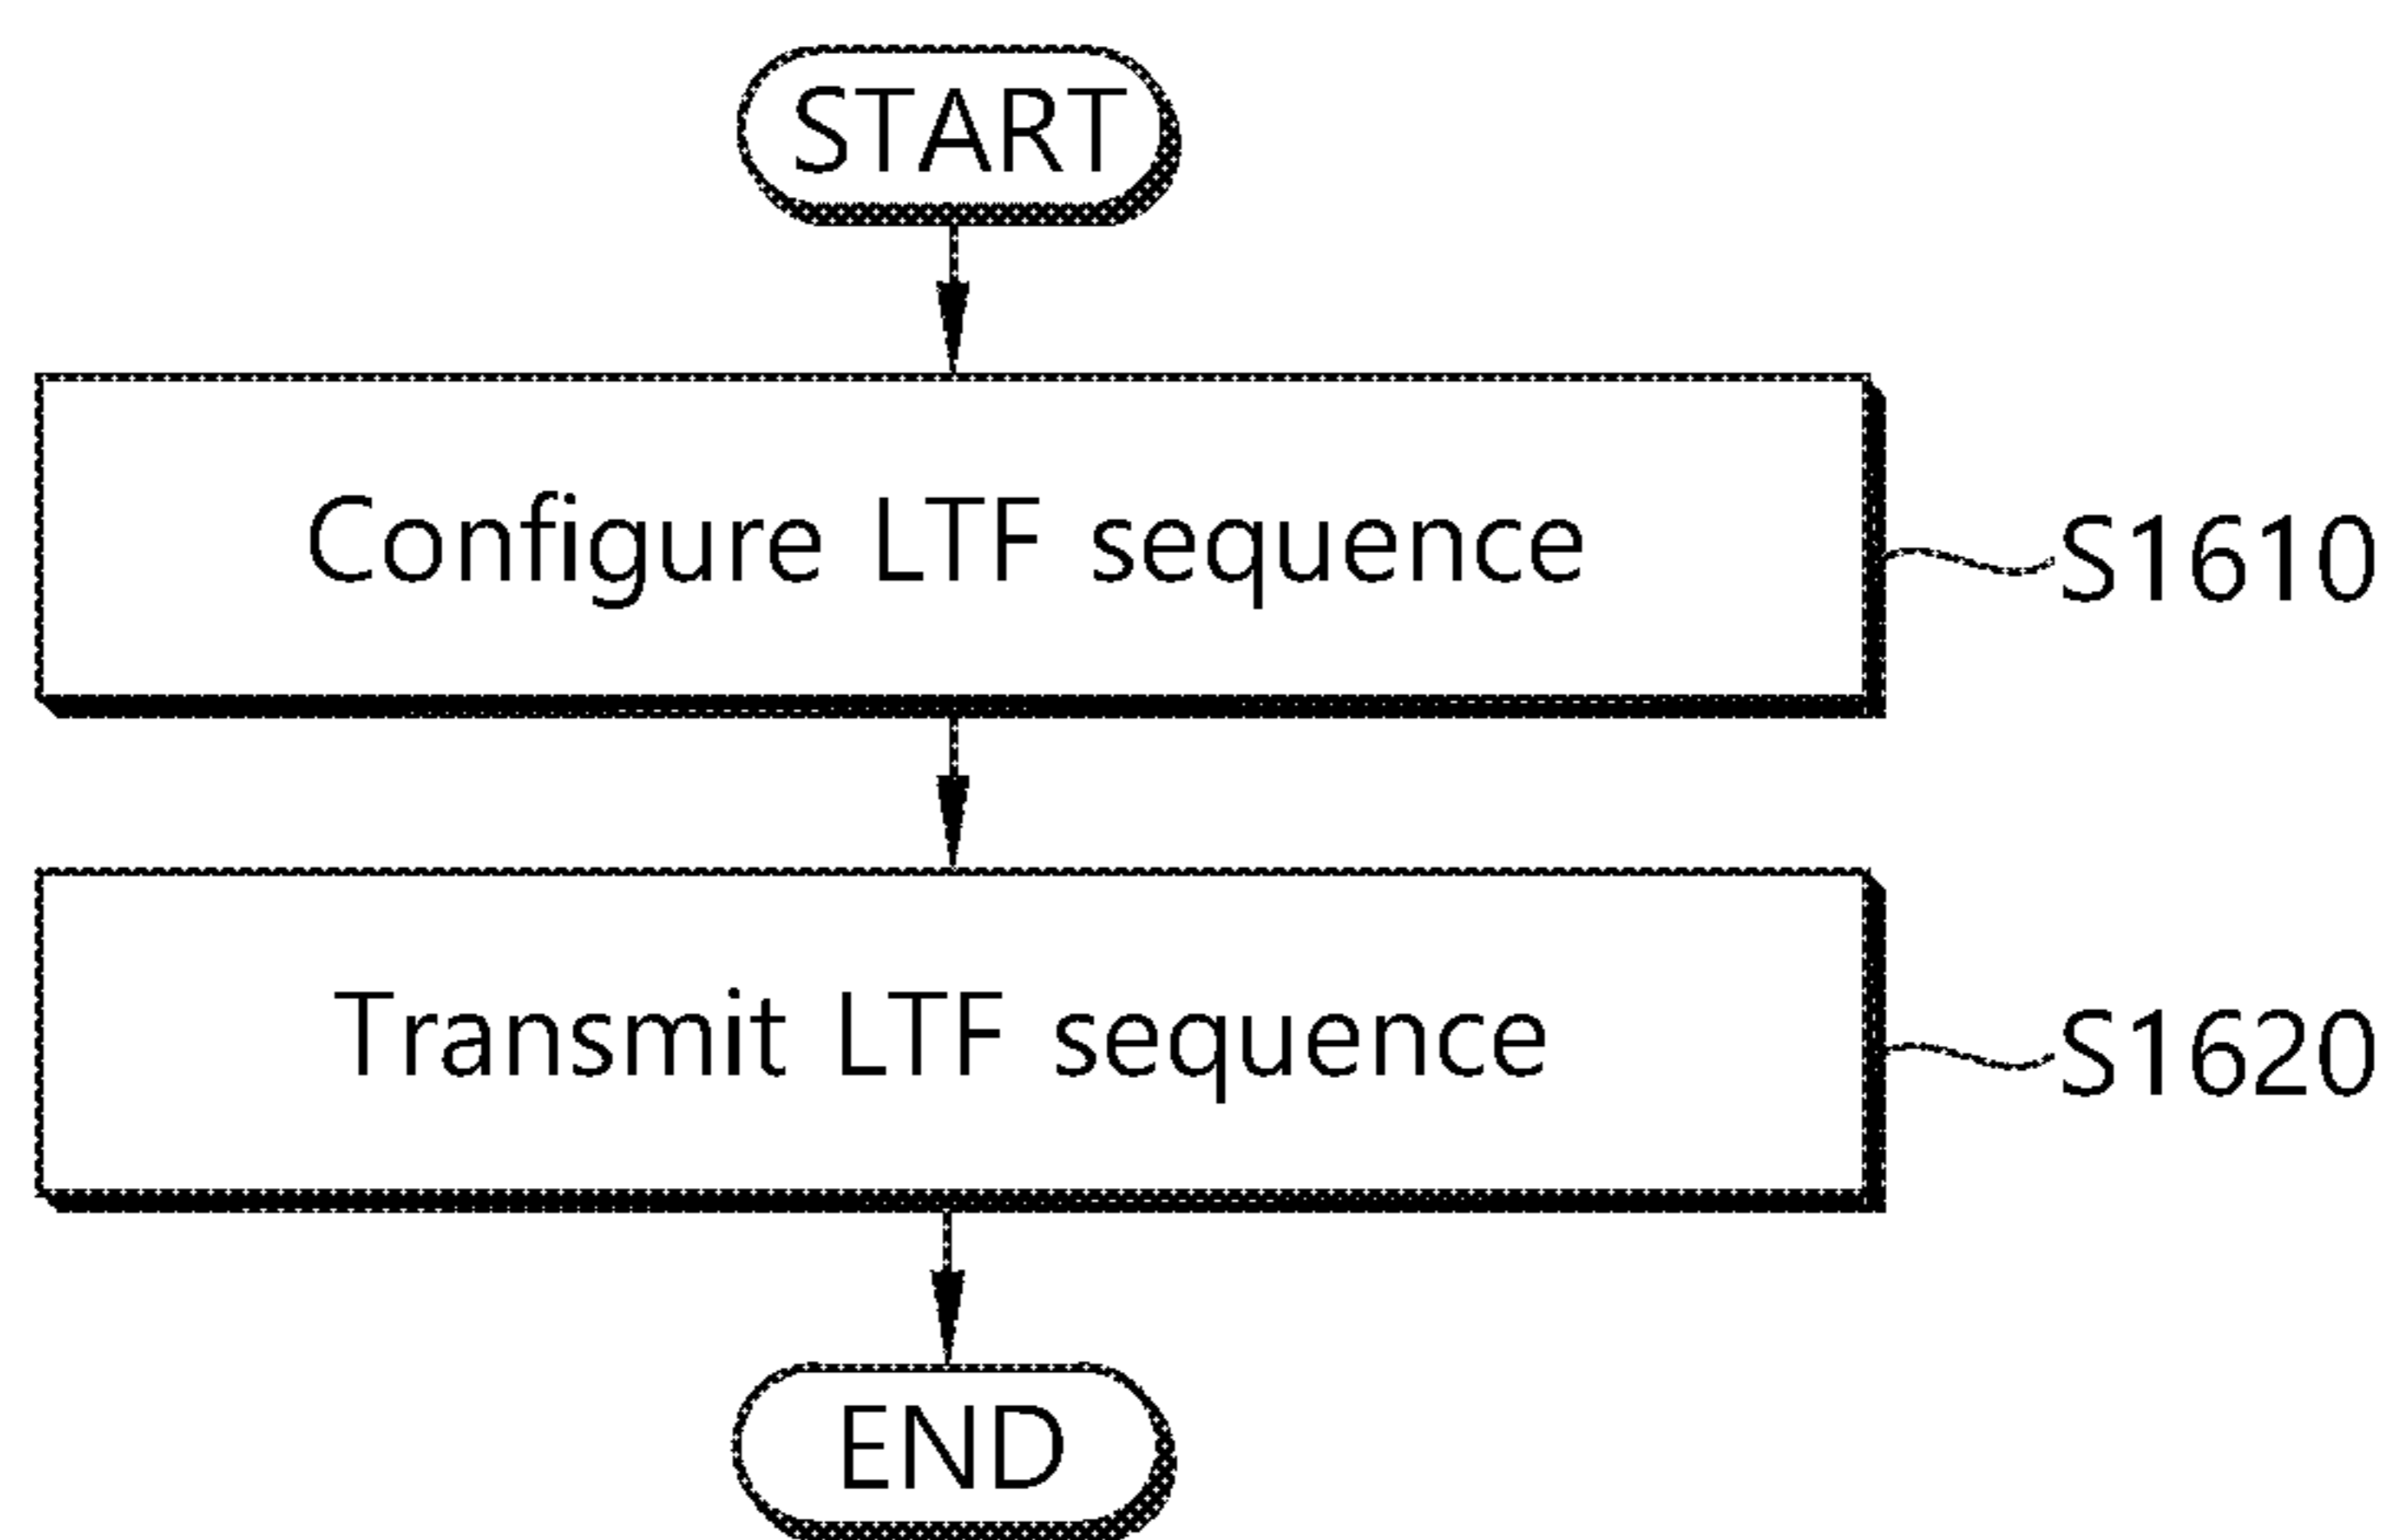 START
Configure LTF sequence
S1610
Transmit LTF sequence
S1620
END